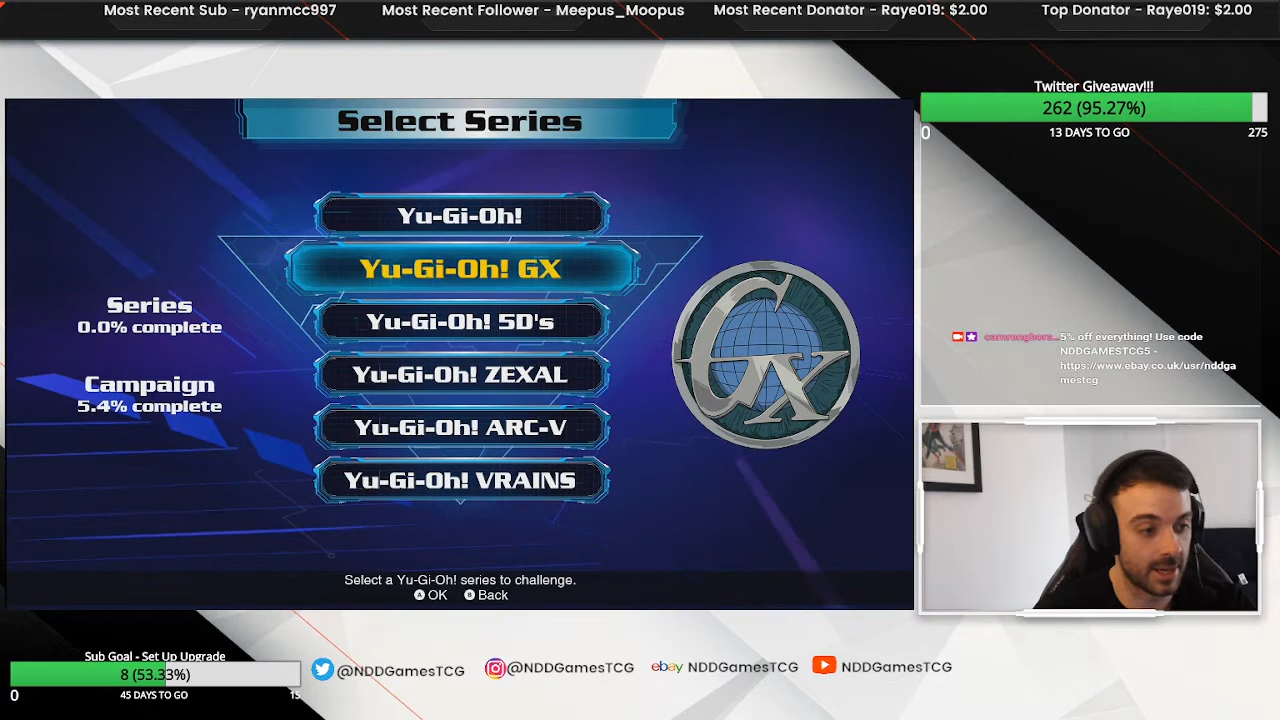 Most Recent Sub - ryanmcc997
Most Recent Follower - Meepus_Moopus
Most Recent Donator - Raye019: $2.00
Top Donator - Raye019: $2.00
Select Series
Yu-Gi-Oh!
Yu-Gi-Oh! GX
Yu-Gi-Oh! 5D's
Yu-Gi-Oh! ZEXAL
Yu-Gi-Oh! ARC-V
Yu-Gi-Oh! VRAINS
Series
0.0% complete
Campaign
5.4% complete
GX
Select a Yu-Gi-Oh! series to challenge.
A OK B Back
Twitter Giveaway!!!
262 (95.27%)
0 13 DAYS TO GO 275
5% off everything! Use code
NDDGAMESTCG5 -
https://www.ebay.co.uk/usr/nddga
mestcg
Sub Goal - Set Up Upgrade
8 (53.33%)
0 45 DAYS TO GO 15
@NDDGamesTCG
@NDDGamesTCG
ebay NDDGamesTCG
NDDGamesTCG